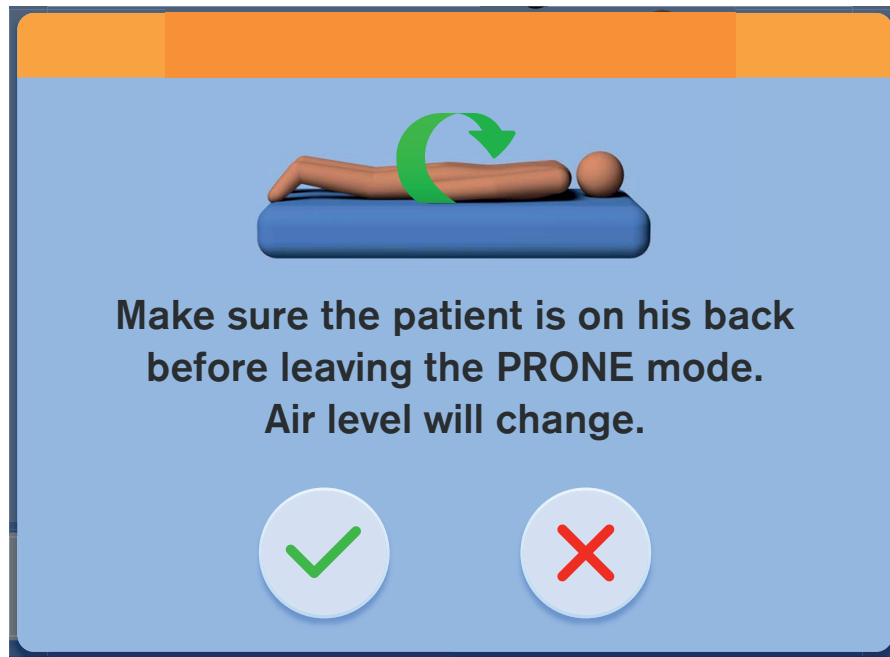 Make sure the patient is on his back
before leaving the PRONE mode.
Air level will change.